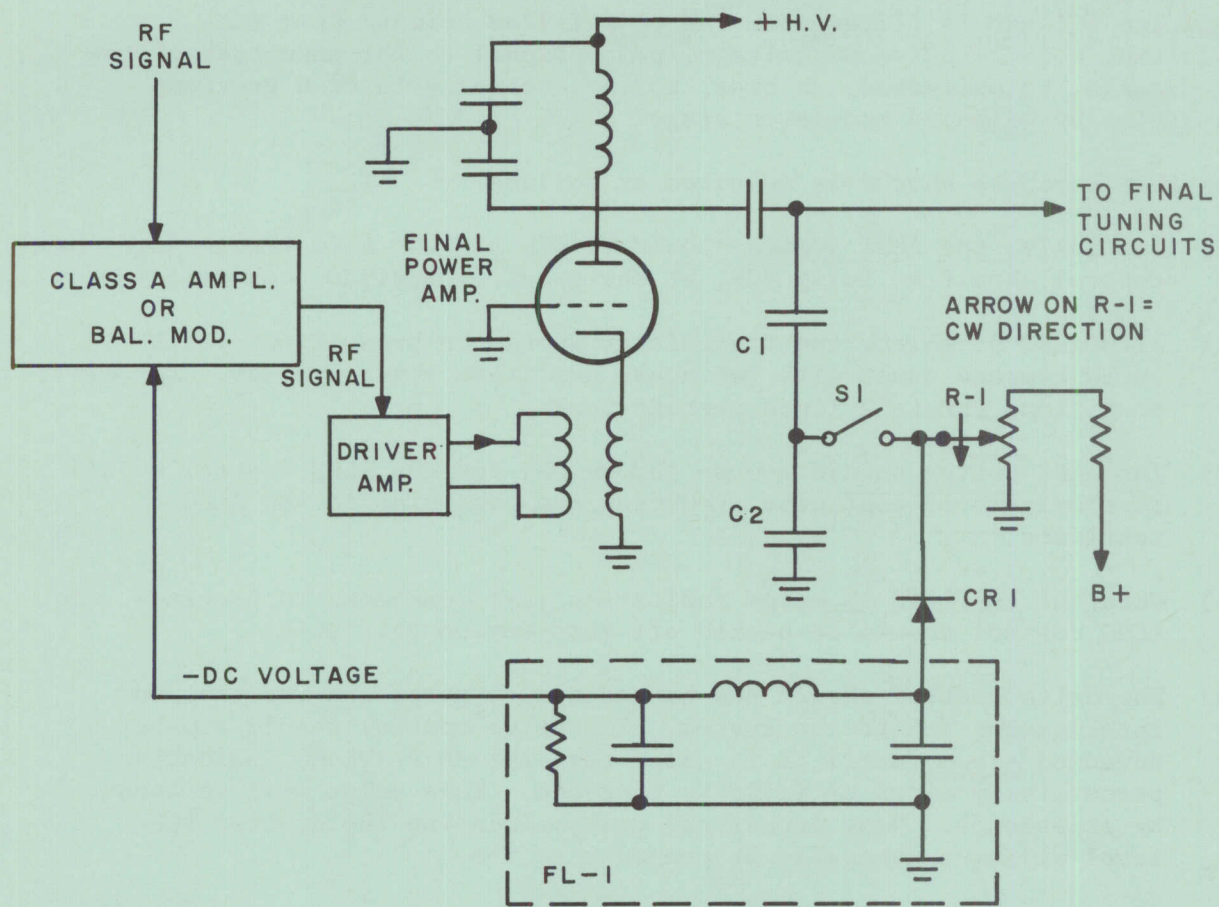 + H.V.
RF
SIGNAL
TO FINAL
TUNING
CIRCUITS
FINAL
POWER
AMP.
CLASS A AMPL.
OR
BAL. MOD.
ARROW ON R-1=
CW DIRECTION
C1
RF
SIGNAL
S1
R-1
DRIVER
AMP.
C2
B+
CR1
-DC VOLTAGE
FL-1